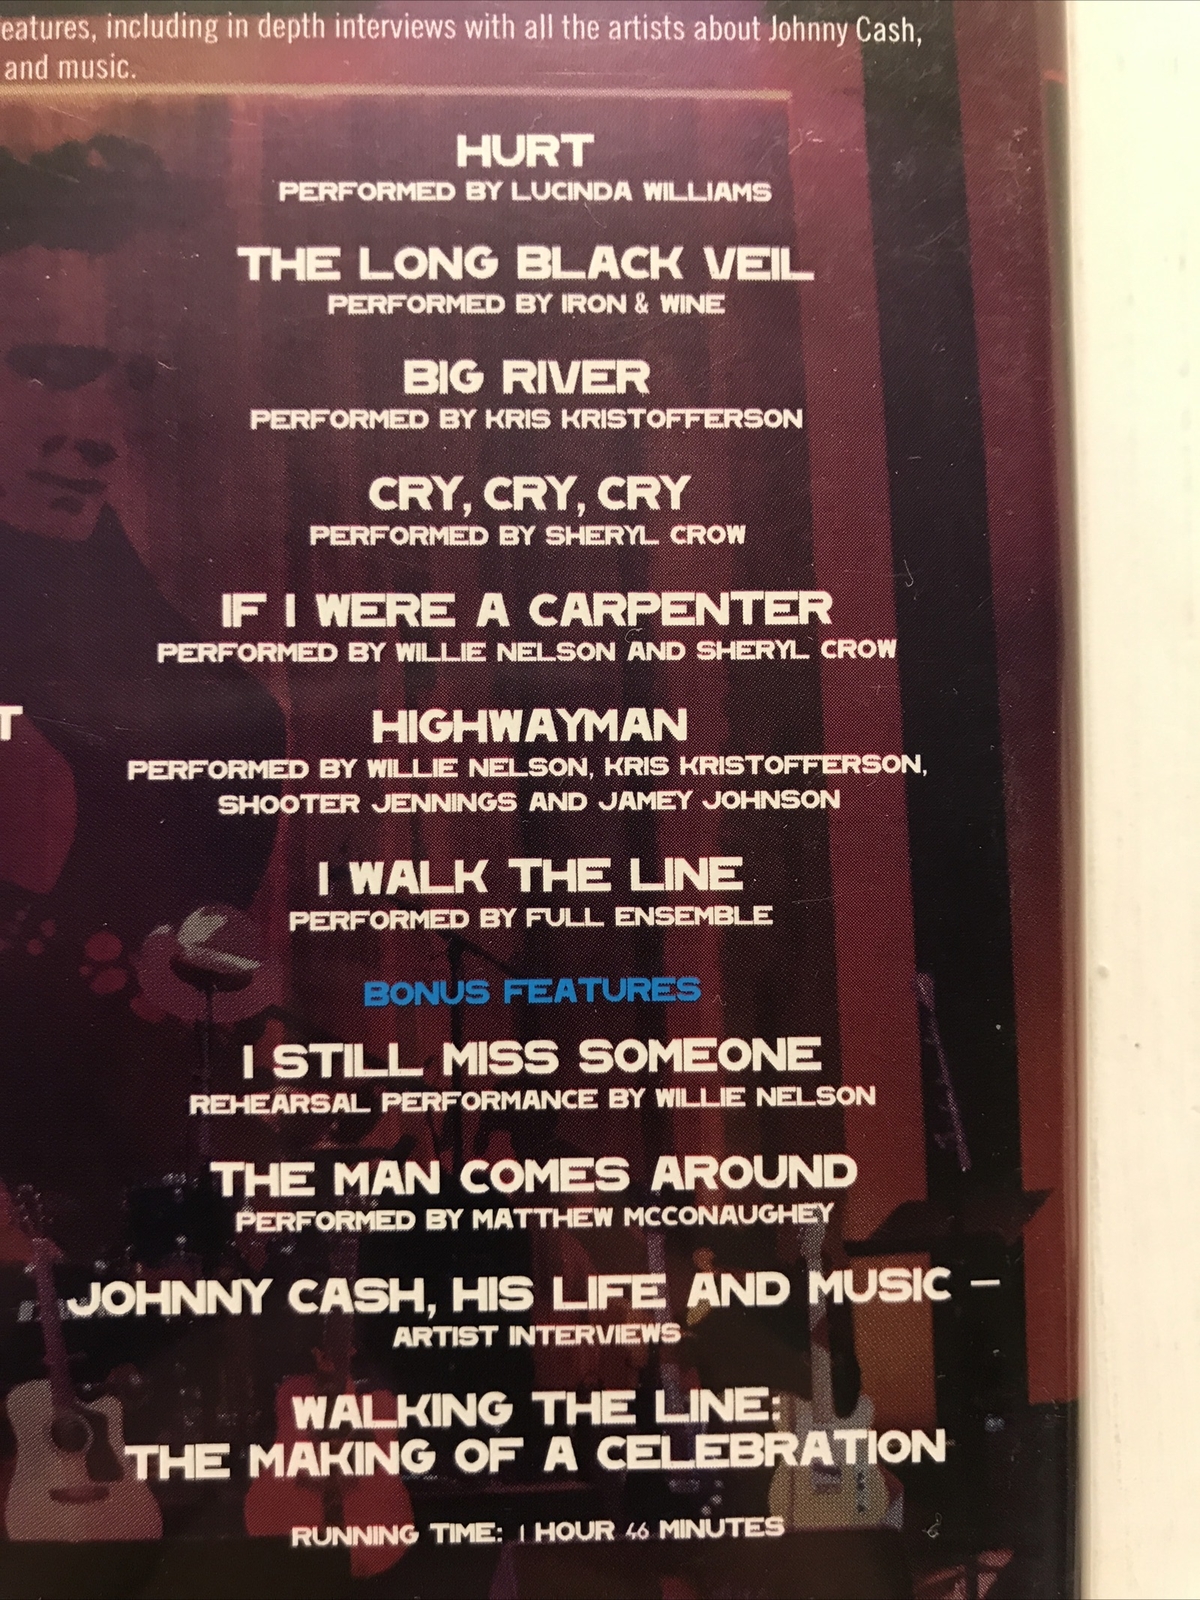 eatures, including in depth interviews with all the artists about Johnny Cash,
and music.
HURT
PERFORMED BY LUCINDA WILLIAMS
THE LONG BLACK VEIL
PERFORMED BY IRON & WINE
BIG RIVER
PERFORMED BY KRIS KRISTOFFERSON
CRY, CRY, CRY
PERFORMED BY SHERYL CROW
IF I WERE A CARPENTER
PERFORMED BY WILLIE NELSON AND SHERYL CROW
T
HIGHWAYMAN
PERFORMED BY WILLIE NELSON, KRIS KRISTOFFERSON,
SHOOTER JENNINGS AND JAMEY JOHNSON
I WALK THE LINE
PERFORMED BY FULL ENSEMBLE
BONUS FEATURES
I STILL MISS SOMEONE
REHEARSAL PERFORMANCE BY WILLIE NELSON
THE MAN COMES AROUND
PERFORMED BY MATTHEW MCCONAUGHEY
JOHNNY CASH, HIS LIFE AND MUSIC –
ARTIST INTERVIEWS
WALKING THE LINE:
THE MAKING OF A CELEBRATION
RUNNING TIME: 1 HOUR 46 MINUTES